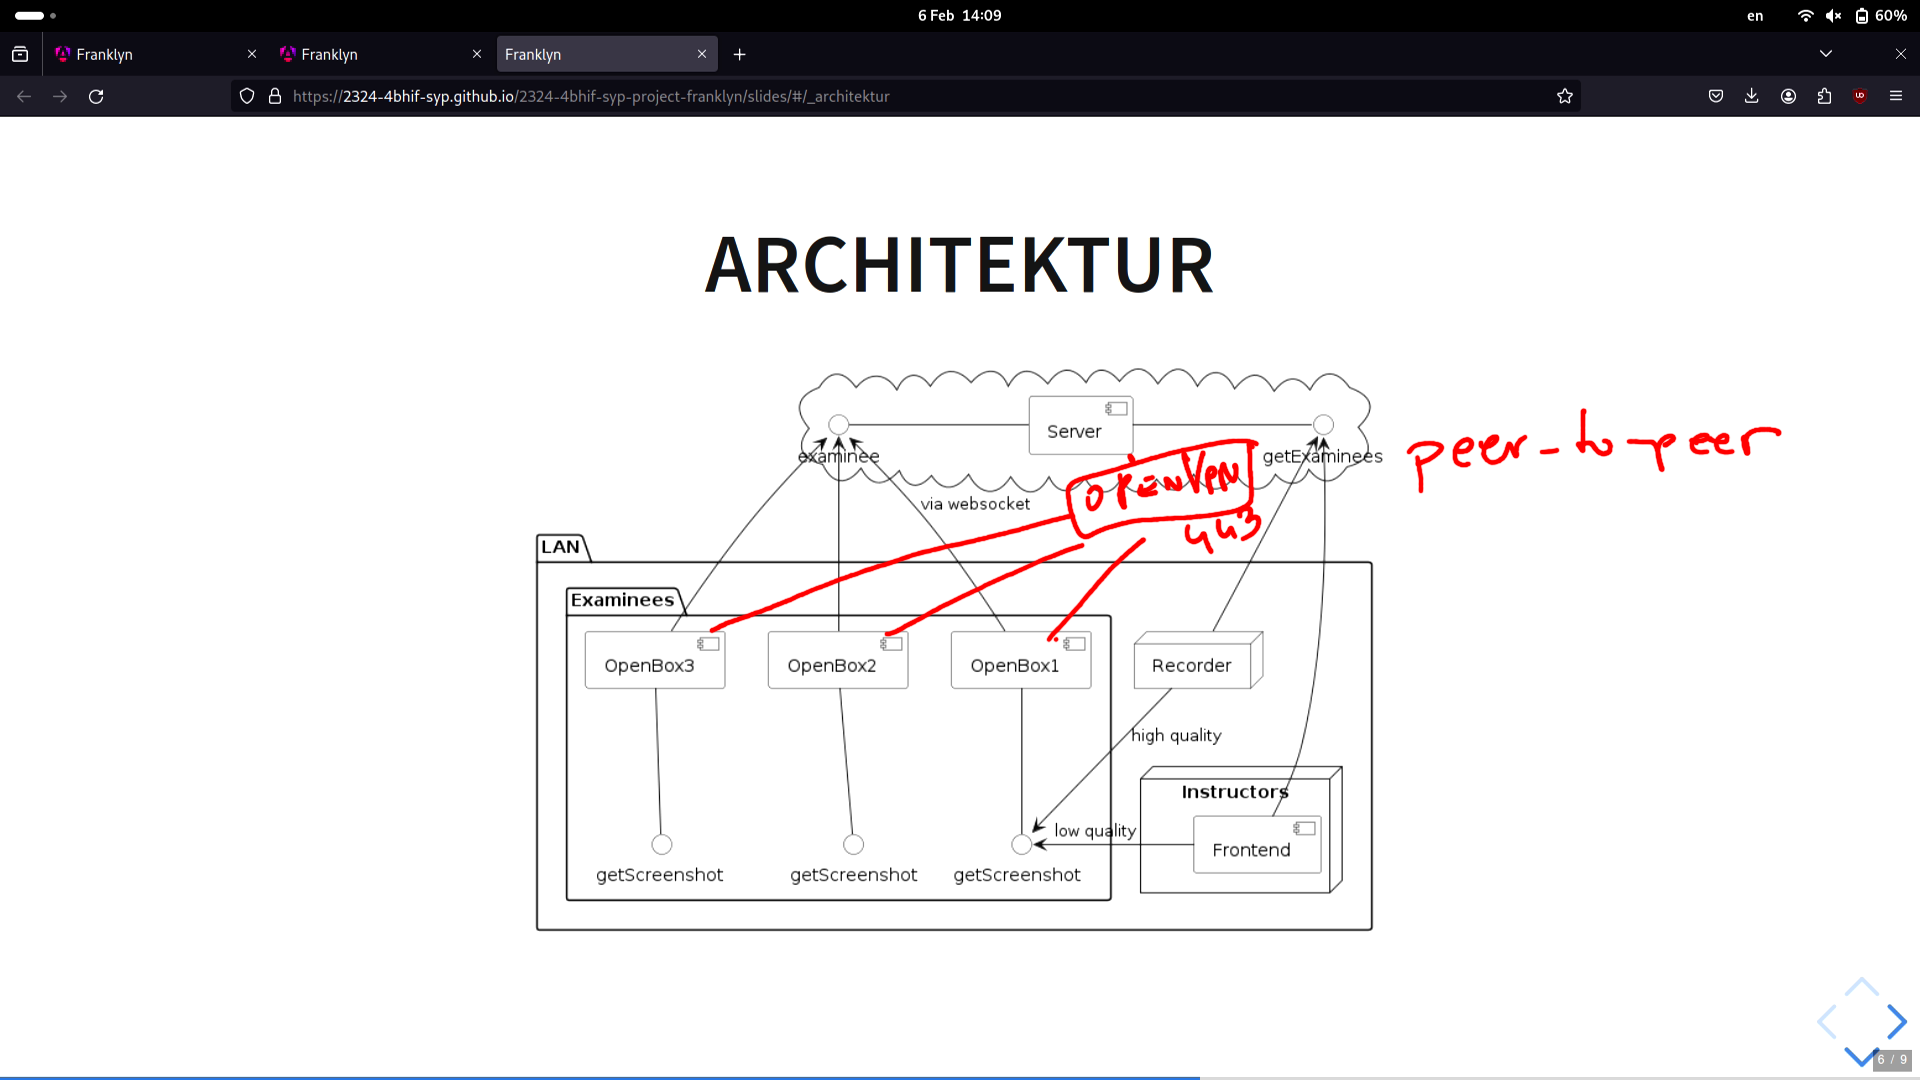 6 Feb 14:09
en
60%
Franklyn
Franklyn
Franklyn
https://2324-4bhif-syp.github.io/2324-4bhif-syp-project-franklyn/slides/#/_architektur
ARCHITEKTUR
Server
examinee
getExaminees
peer-to-peer
OPENVPN
via websocket
443
LAN
Examinees
OpenBox3
OpenBox2
OpenBox1
Recorder
high quality
Instructors
low quality
Frontend
getScreenshot
getScreenshot
getScreenshot
6 / 9